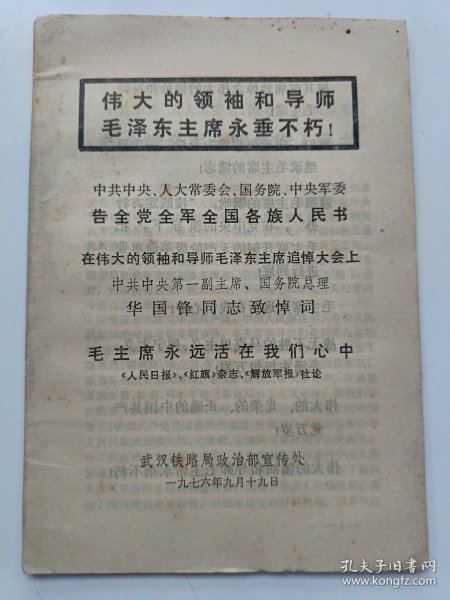 伟大的领袖和导师
毛泽东主席永垂不朽！
中共中央、人大常委会、国务院、中央军委
告全党全军全国各族人民书
在伟大的领袖和导师毛泽东主席追悼大会上
中共中央第一副主席、国务院总理
华国锋同志致悼词
毛主席永远活在我们心中
《人民日报》、《红旗》杂志、《解放军报》社论
武汉铁路局政治部宣传处
一九七六年九月十九日
孔夫子旧书网
www.kongfz.com